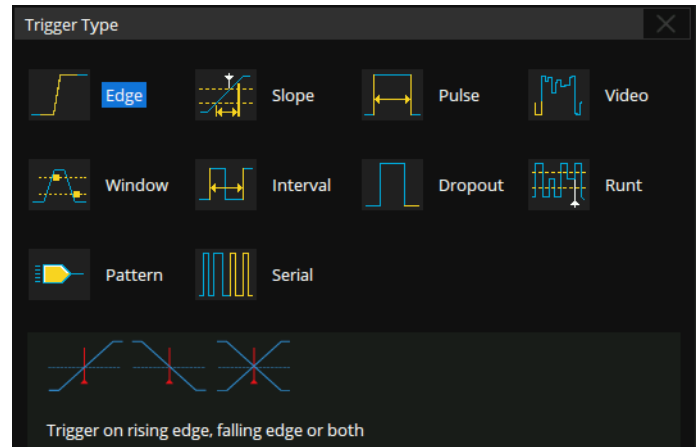 Trigger Type
Edge
Slope
Pulse
Video
Window
Interval
Dropout
Runt
Pattern
Serial
Trigger on rising edge, falling edge or both